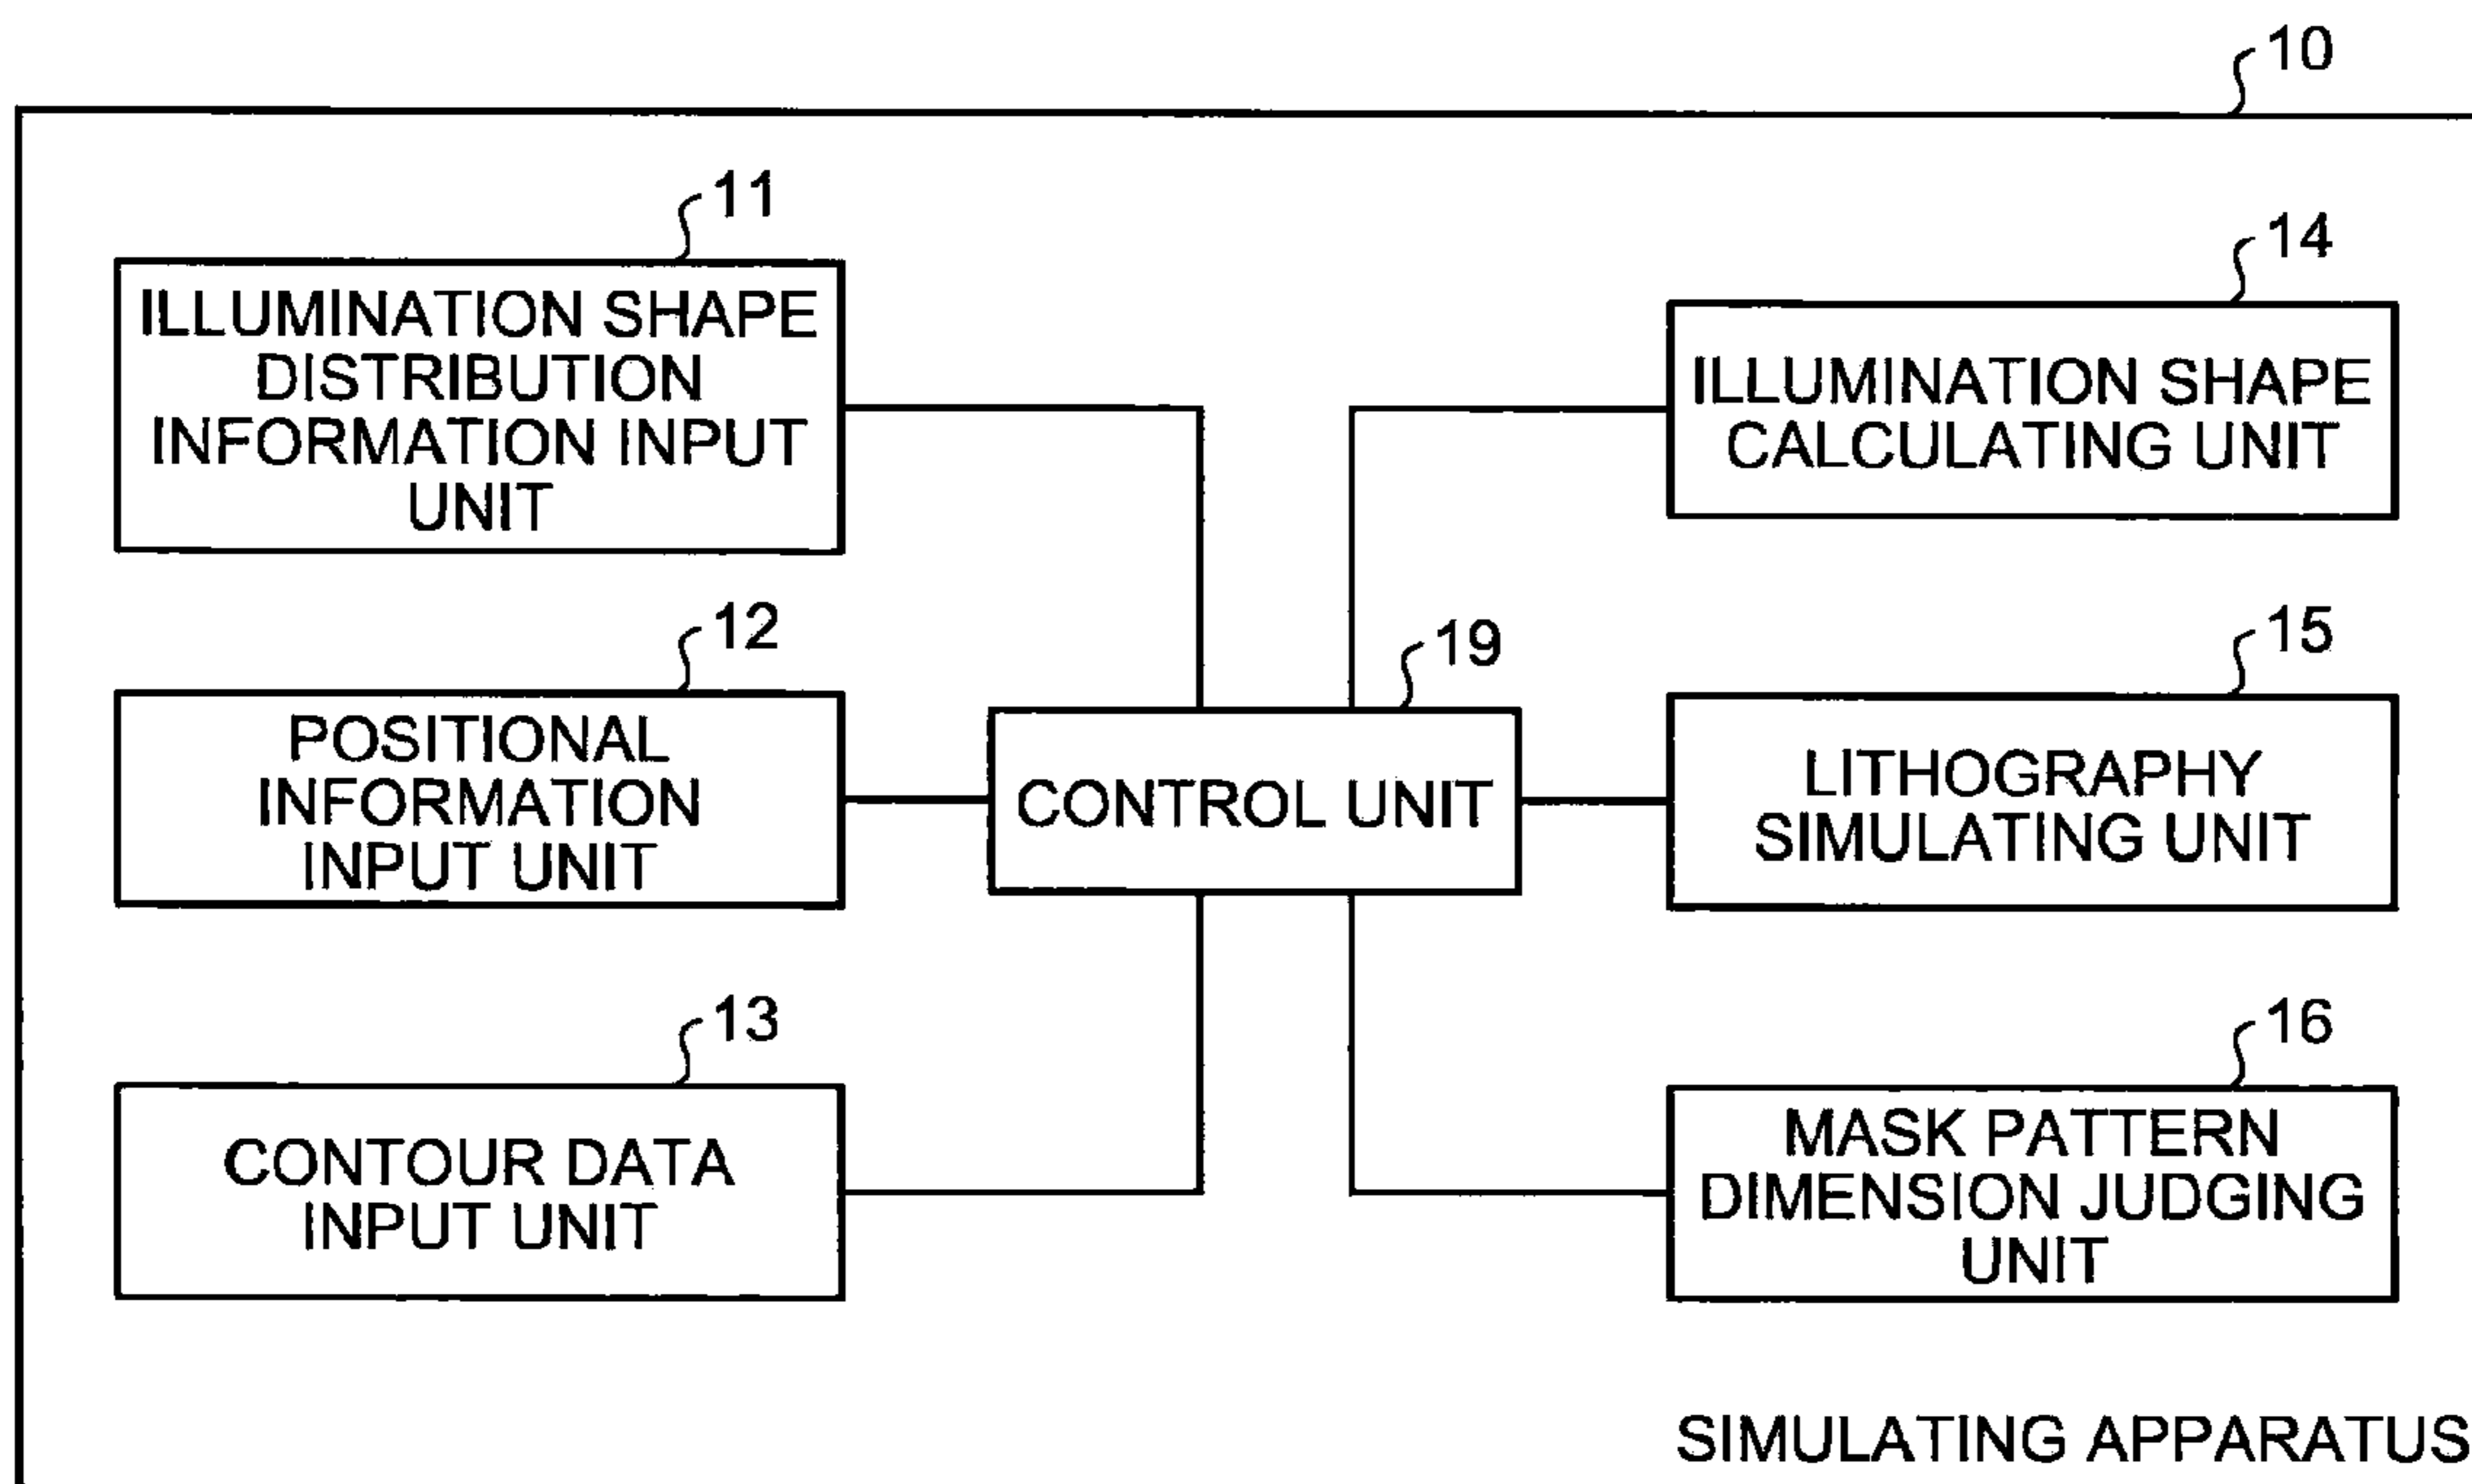 10
11
ILLUMINATION SHAPE
DISTRIBUTION
INFORMATION INPUT
UNIT
14
ILLUMINATION SHAPE
CALCULATING UNIT
12
POSITIONAL
INFORMATION
INPUT UNIT
19
CONTROL UNIT
15
LITHOGRAPHY
SIMULATING UNIT
13
CONTOUR DATA
INPUT UNIT
16
MASK PATTERN
DIMENSION JUDGING
UNIT
SIMULATING APPARATUS